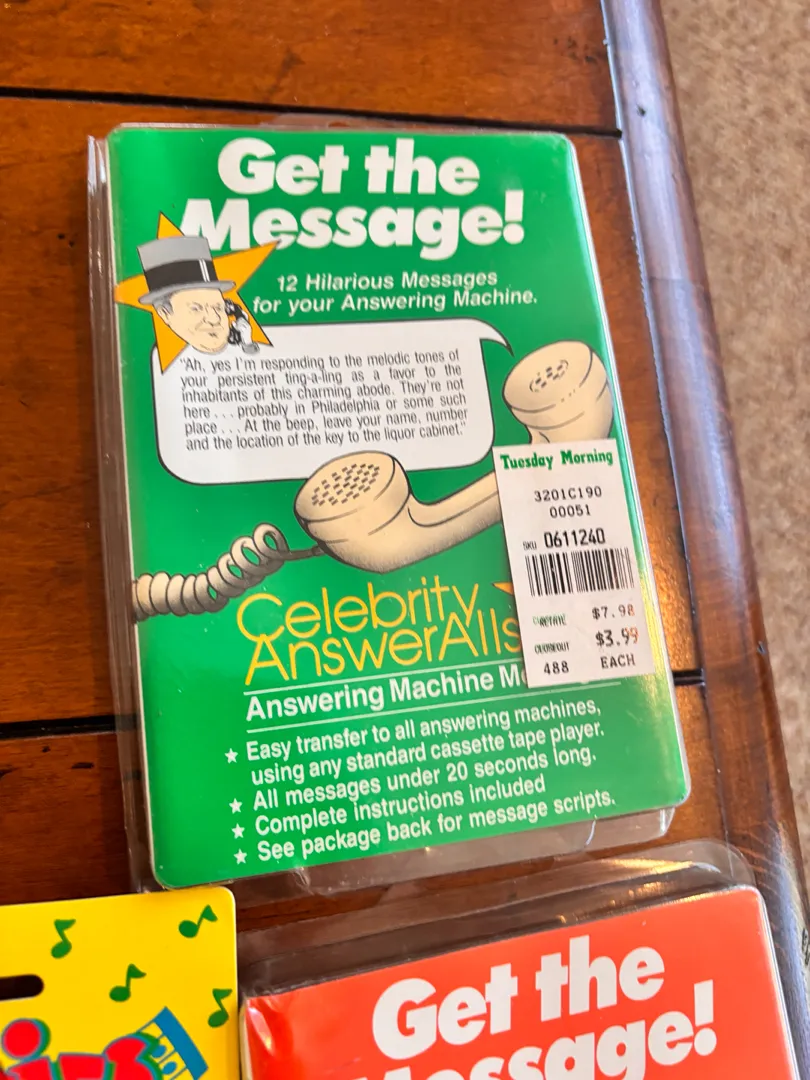 Get the
Message!
12 Hilarious Messages
for your Answering Machine.
"Ah, yes I'm responding to the melodic tones of
your persistent ting-a-ling as a favor to the
inhabitants of this charming abode. They're not
here . . . probably in Philadelphia or some such
place . . . At the beep, leave your name, number
and the location of the key to the liquor cabinet."
Tuesday Morning
3201C190
00051
SKU 0611240
$7.98
CLOSEOUT $3.99
488 EACH
Celebrity
AnswerAlls
Answering Machine
Easy transfer to all answering machines,
using any standard cassette tape player.
All messages under 20 seconds long.
Complete instructions included
See package back for message scripts.
Get the
Message!